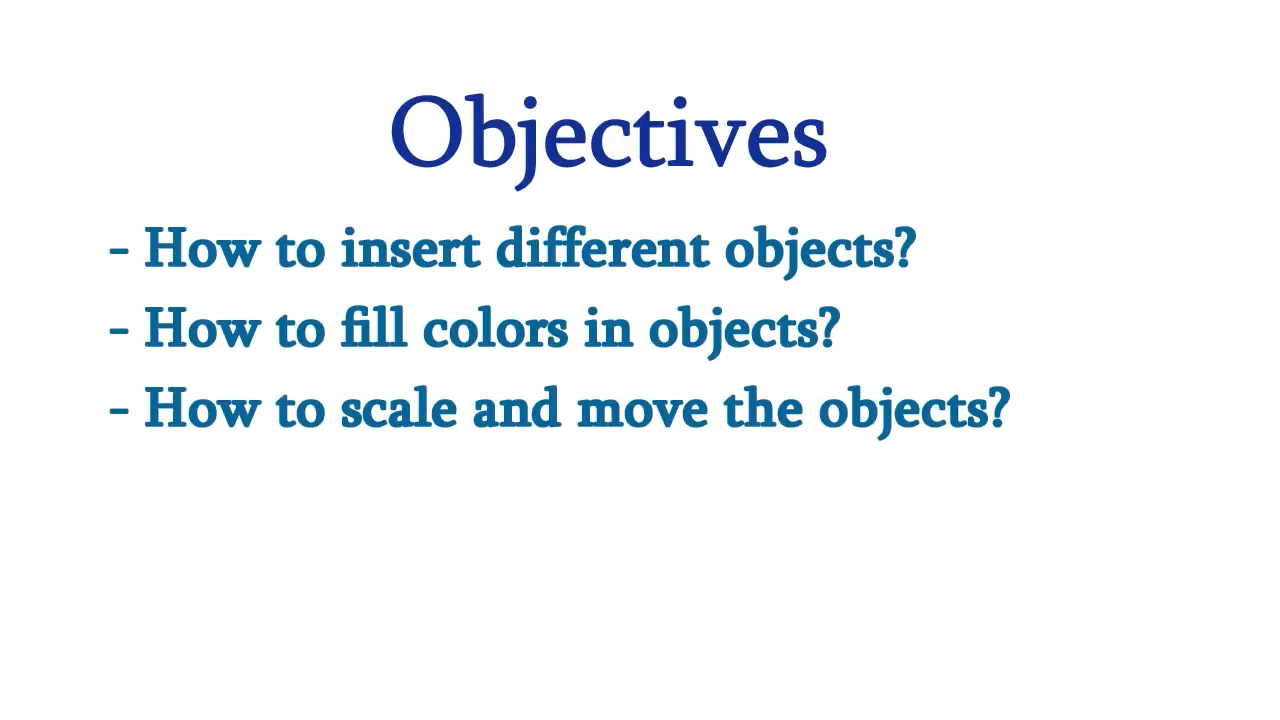 Objectives
- How to insert different objects?
- How to fill colors in objects?
- How to scale and move the objects?